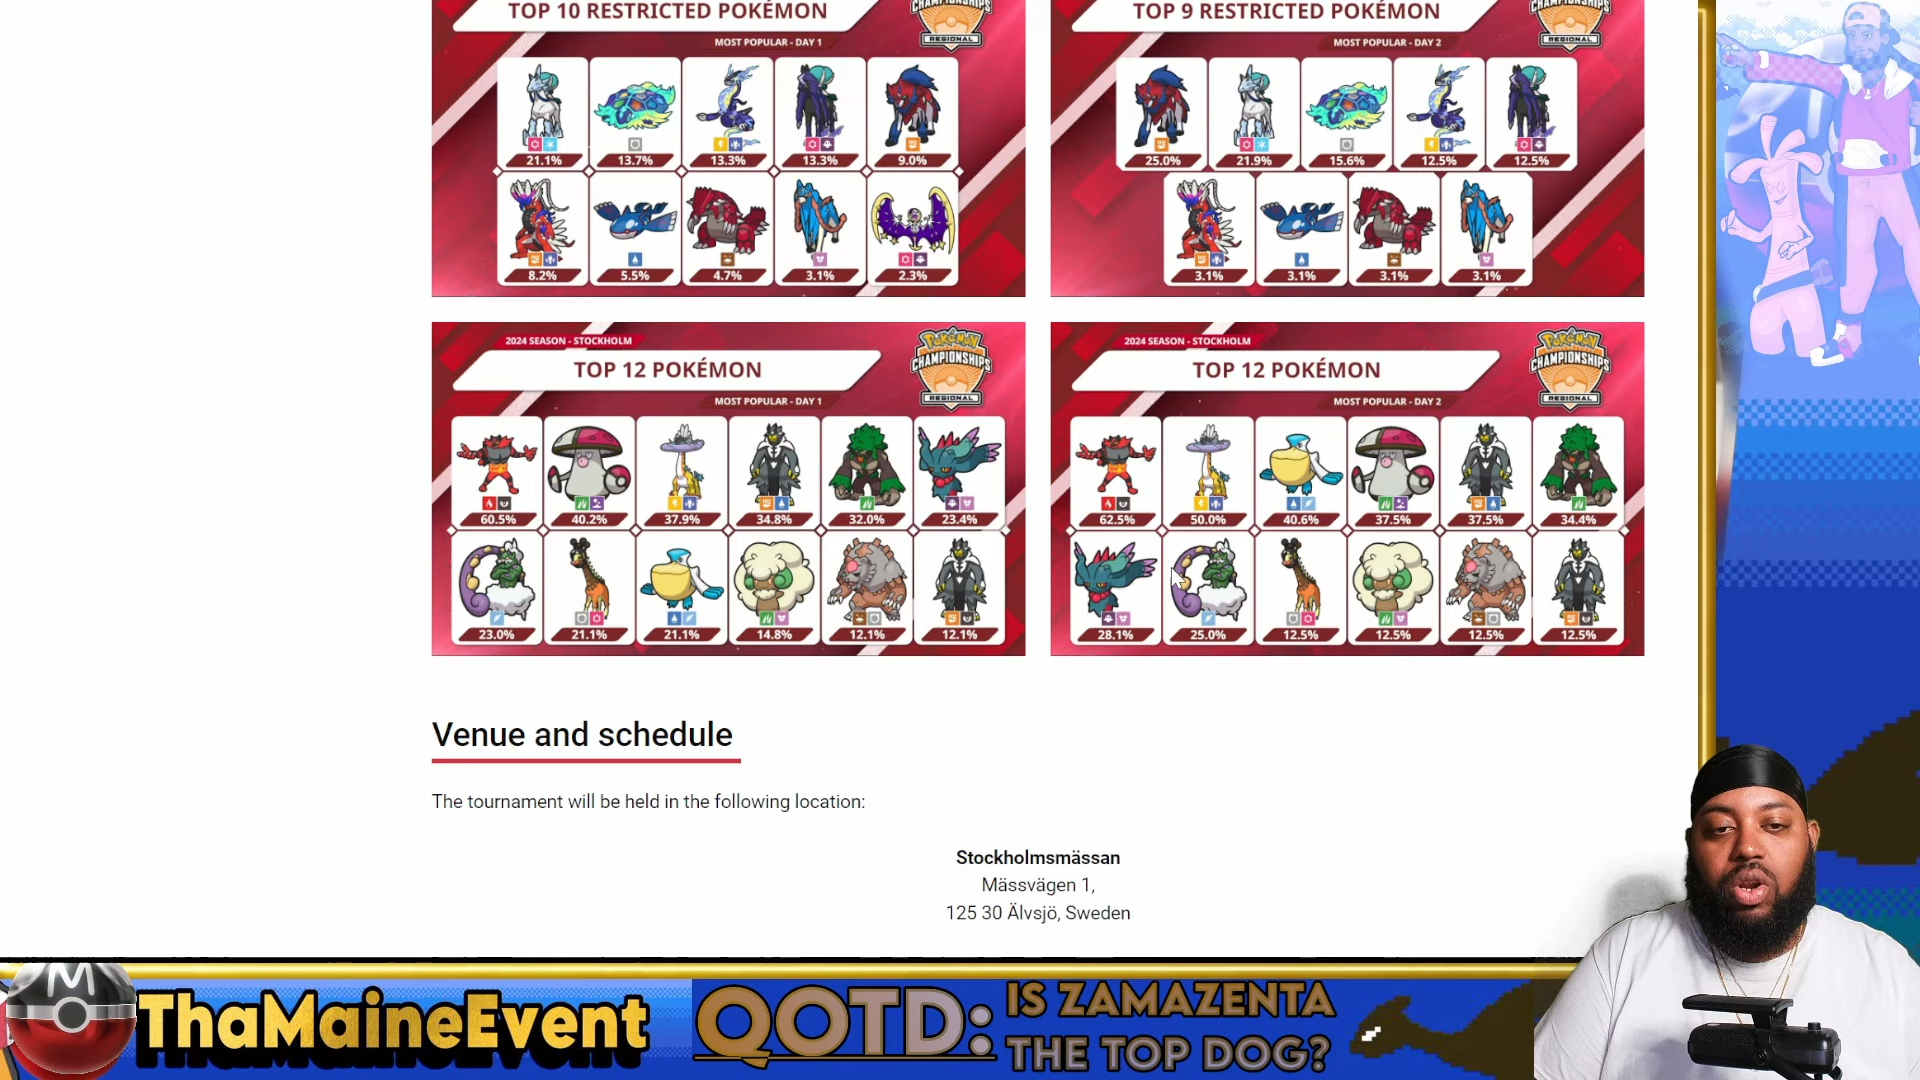 TOP 10 RESTRICTED POKÉMON
CHAMPIONSHIPS
REGIONAL
MOST POPULAR - DAY 1
21.1% 13.7% 13.3% 13.3% 9.0%
8.2% 5.5% 4.7% 3.1% 2.3%
TOP 9 RESTRICTED POKÉMON
CHAMPIONSHIPS
REGIONAL
MOST POPULAR - DAY 2
25.0% 21.9% 15.6% 12.5% 12.5%
3.1% 3.1% 3.1% 3.1%
2024 SEASON - STOCKHOLM
Pokémon
CHAMPIONSHIPS
REGIONAL
TOP 12 POKÉMON
MOST POPULAR - DAY 1
60.5% 40.2% 37.9% 34.8% 32.0% 23.4%
23.0% 21.1% 21.1% 14.8% 12.1% 12.1%
2024 SEASON - STOCKHOLM
Pokémon
CHAMPIONSHIPS
REGIONAL
TOP 12 POKÉMON
MOST POPULAR - DAY 2
62.5% 50.0% 40.6% 37.5% 37.5% 34.4%
28.1% 25.0% 12.5% 12.5% 12.5% 12.5%
Venue and schedule
The tournament will be held in the following location:
Stockholmsmässan
Mässvägen 1,
125 30 Älvsjö, Sweden
M
ThaMaineEvent
QOTD: IS ZAMAZENTA
THE TOP DOG?